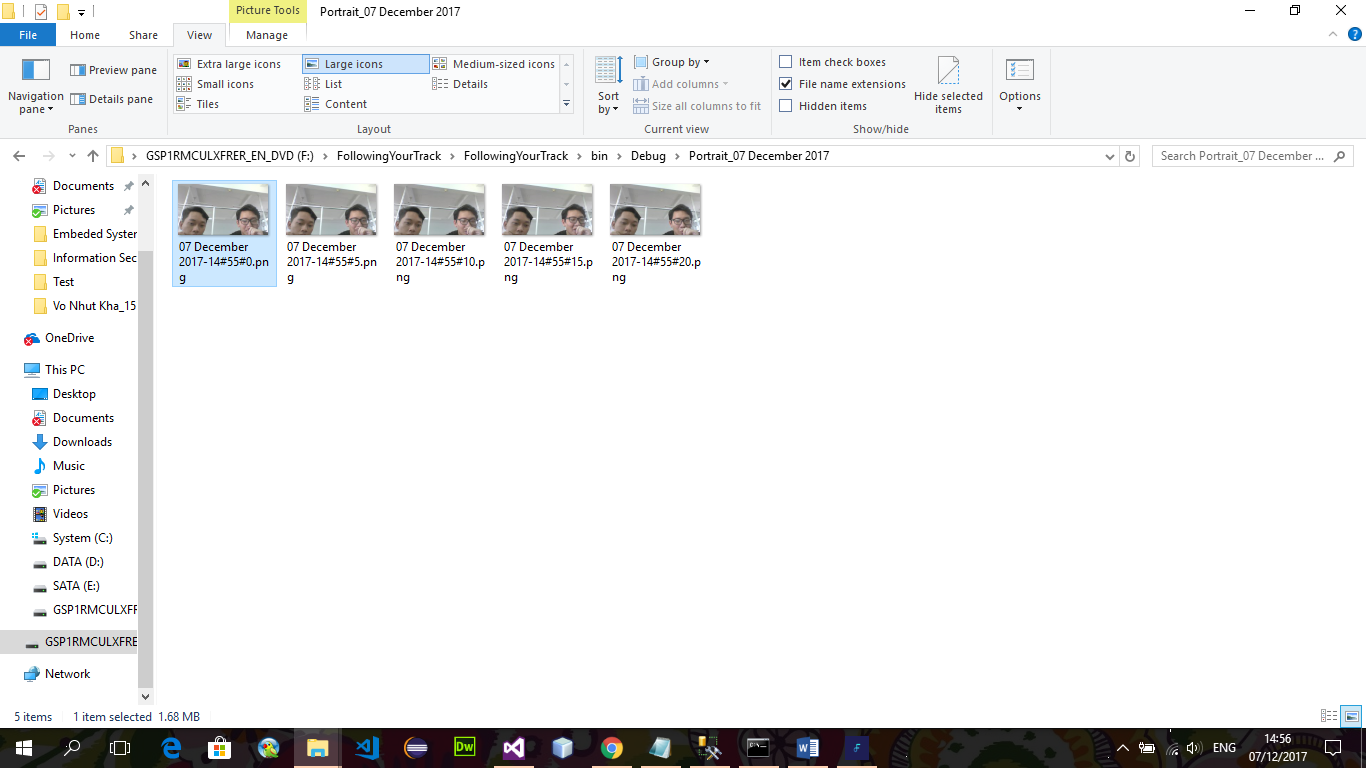 Picture Tools
Portrait_07 December 2017
File
Home
Share
View
Manage
Navigation
pane
Preview pane
Details pane
Panes
Extra large icons
Large icons
Medium-sized icons
Small icons
List
Details
Tiles
Content
Layout
Sort
by
Group by
Add columns
Size all columns to fit
Current view
Item check boxes
File name extensions
Hidden items
Hide selected
items
Show/hide
Options
GSP1RMCULXFRER_EN_DVD (F:)
FollowingYourTrack
FollowingYourTrack
bin
Debug
Portrait_07 December 2017
Search Portrait_07 December ...
Documents
Pictures
Embeded Syster
Information Sec
Test
Vo Nhut Kha_15
OneDrive
This PC
Desktop
Documents
Downloads
Music
Pictures
Videos
System (C:)
DATA (D:)
SATA (E:)
GSP1RMCULXFF
GSP1RMCULXFRE
Network
07 December
2017-14#55#0.pn
g
07 December
2017-14#55#5.pn
g
07 December
2017-14#55#10.p
ng
07 December
2017-14#55#15.p
ng
07 December
2017-14#55#20.p
ng
5 items
1 item selected 1.68 MB
Dw
ENG
14:56
07/12/2017